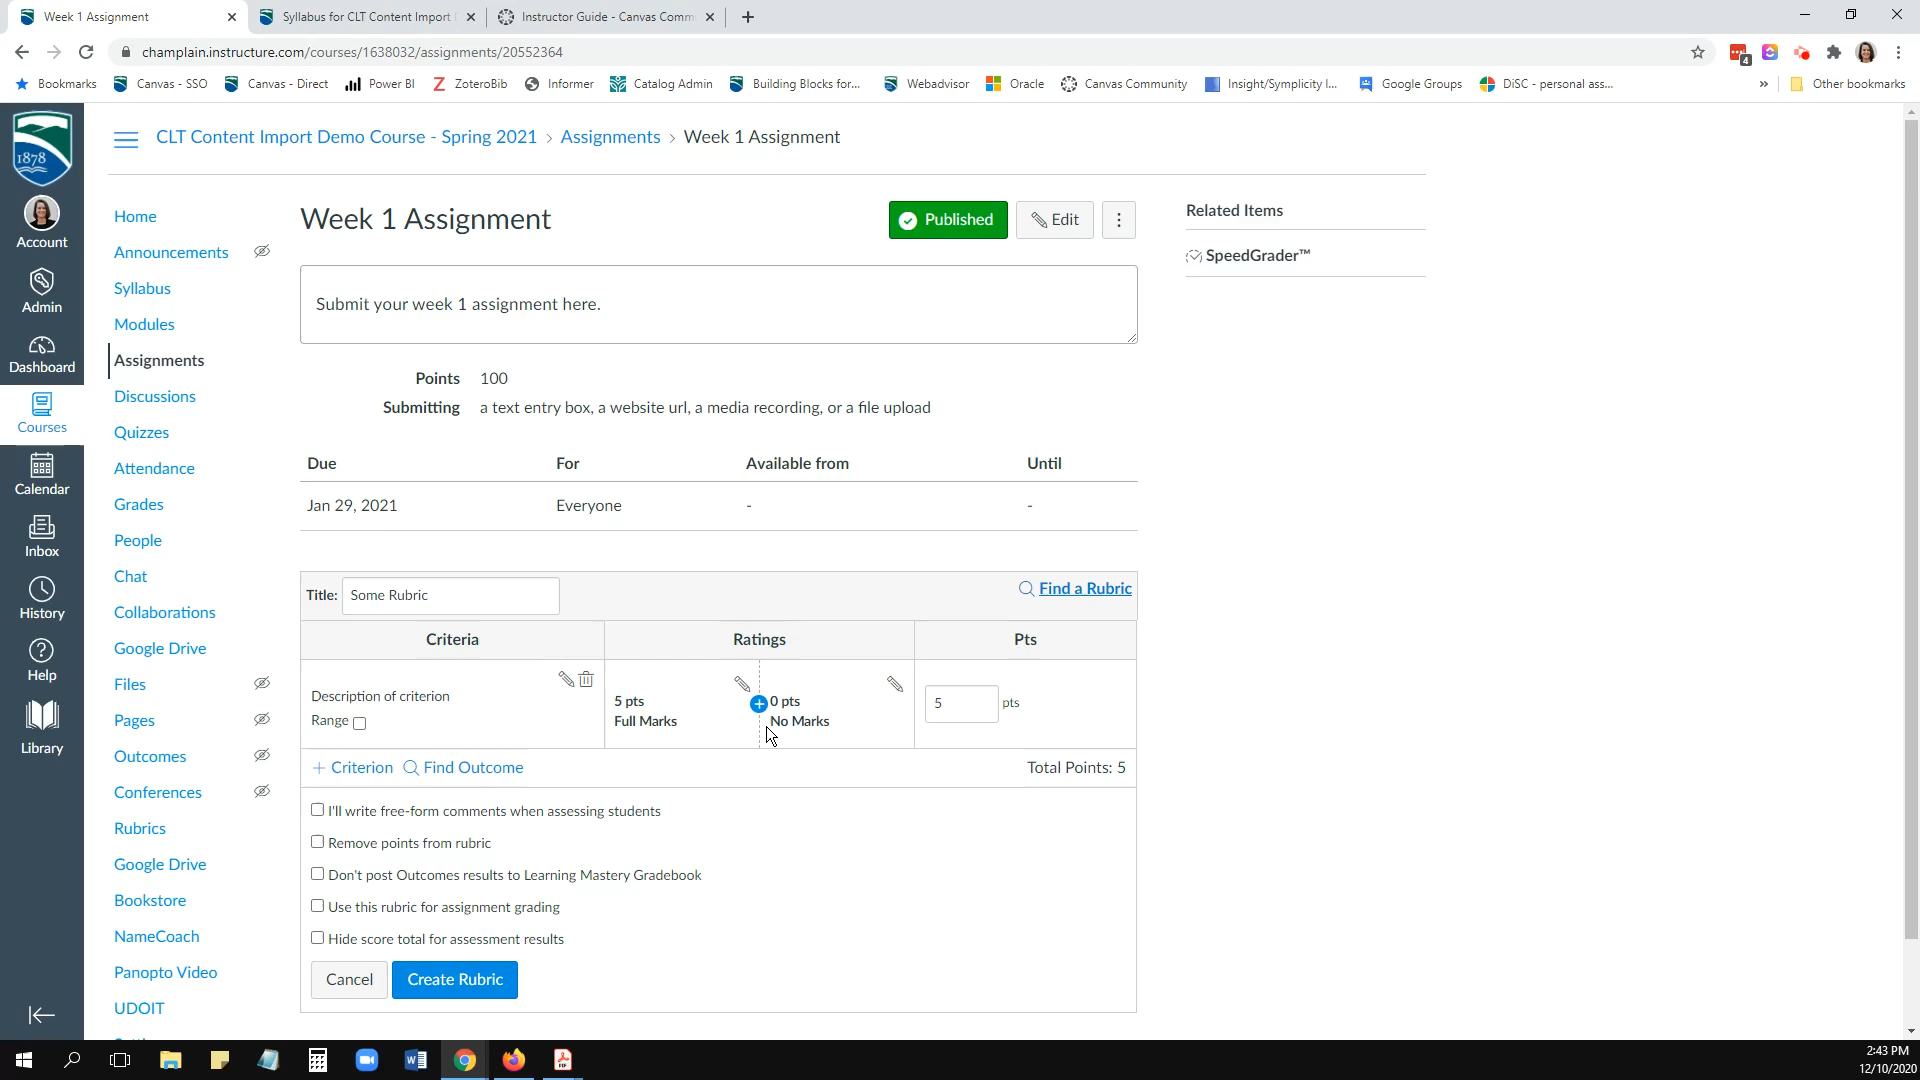 Week 1 Assignment
Syllabus for CLT Content Import
Instructor Guide - Canvas Comm
champlain.instructure.com/courses/1638032/assignments/20552364
4
Bookmarks
Canvas - SSO
Canvas - Direct
Power BI
ZoteroBib
Informer
Catalog Admin
Building Blocks for...
Webadvisor
Oracle
Canvas Community
Insight/Symplicity I...
Google Groups
DiSC - personal ass...
»
Other bookmarks
1878
CLT Content Import Demo Course - Spring 2021 › Assignments › Week 1 Assignment
Account
Admin
Dashboard
Courses
Calendar
Inbox
History
Help
Library
Home
Announcements
Syllabus
Modules
Assignments
Discussions
Quizzes
Attendance
Grades
People
Chat
Collaborations
Google Drive
Files
Pages
Outcomes
Conferences
Rubrics
Google Drive
Bookstore
NameCoach
Panopto Video
UDOIT
Week 1 Assignment
Published
Edit
Related Items
SpeedGrader™
Submit your week 1 assignment here.
Points 100
Submitting a text entry box, a website url, a media recording, or a file upload
Due For Available from Until
Jan 29, 2021 Everyone - -
Title: Some Rubric
Find a Rubric
Criteria Ratings Pts
Description of criterion
Range
5 pts
Full Marks
0 pts
No Marks
5 pts
+ Criterion Find Outcome Total Points: 5
I'll write free-form comments when assessing students
Remove points from rubric
Don't post Outcomes results to Learning Mastery Gradebook
Use this rubric for assignment grading
Hide score total for assessment results
Cancel Create Rubric
2:43 PM
12/10/2020